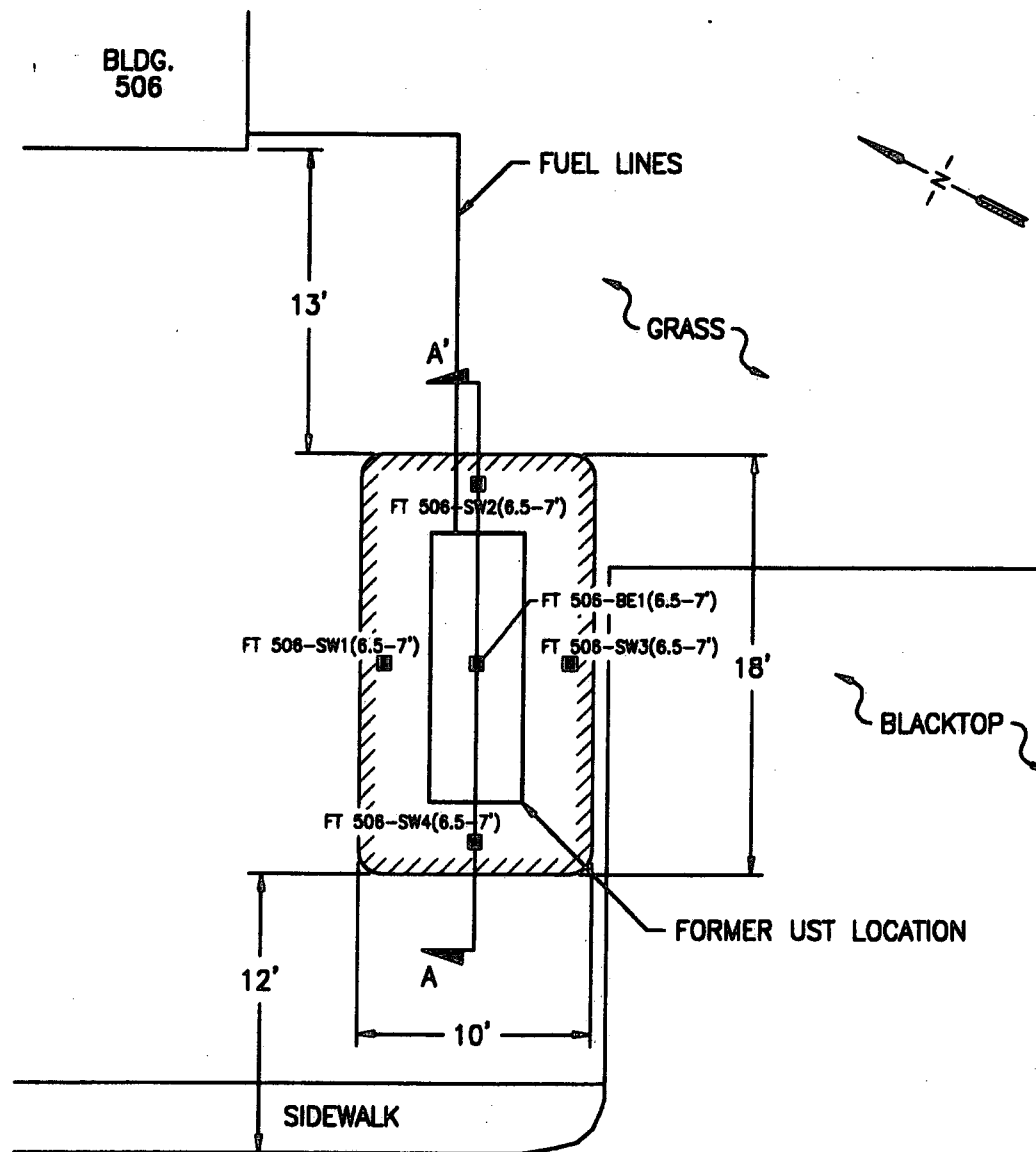 BLDG.
506
FUEL LINES
N
13'
GRASS
A'
FT 506-SW2(6.5-7')
FT 506-BE1(6.5-7')
FT 506-SW1(6.5-7')
FT 506-SW3(6.5-7')
18'
BLACKTOP
FT 506-SW4(6.5-7')
FORMER UST LOCATION
A
12'
10'
SIDEWALK